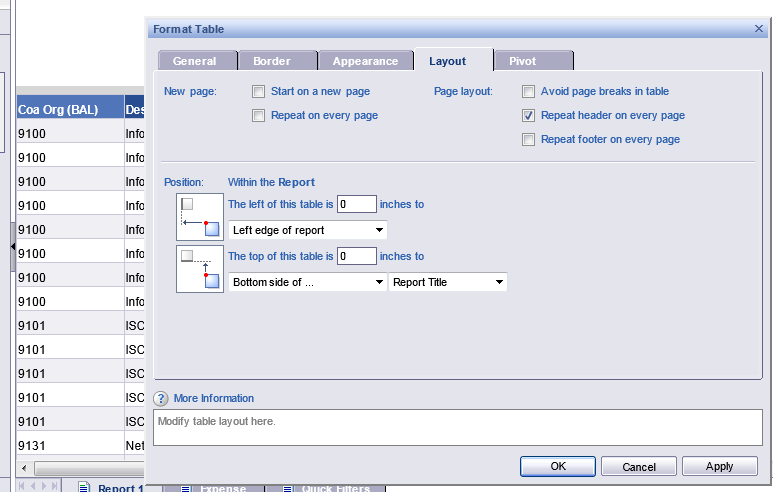 Format Table
General Border Appearance Layout Pivot
New page: Start on a new page Page layout: Avoid page breaks in table
Repeat on every page Repeat header on every page
Repeat footer on every page
Position: Within the Report
The left of this table is 0 inches to
Left edge of report
The top of this table is 0 inches to
Bottom side of ... Report Title
? More Information
Modify table layout here.
OK Cancel Apply
Coa Org (BAL) Des
9100 Info
9100 Info
9100 Info
9100 Info
9100 Info
9100 Info
9100 Info
9100 Info
9101 ISC
9101 ISC
9101 ISC
9101 ISC
9101 ISC
9131 Net
Report 1 Expense Quick Filters